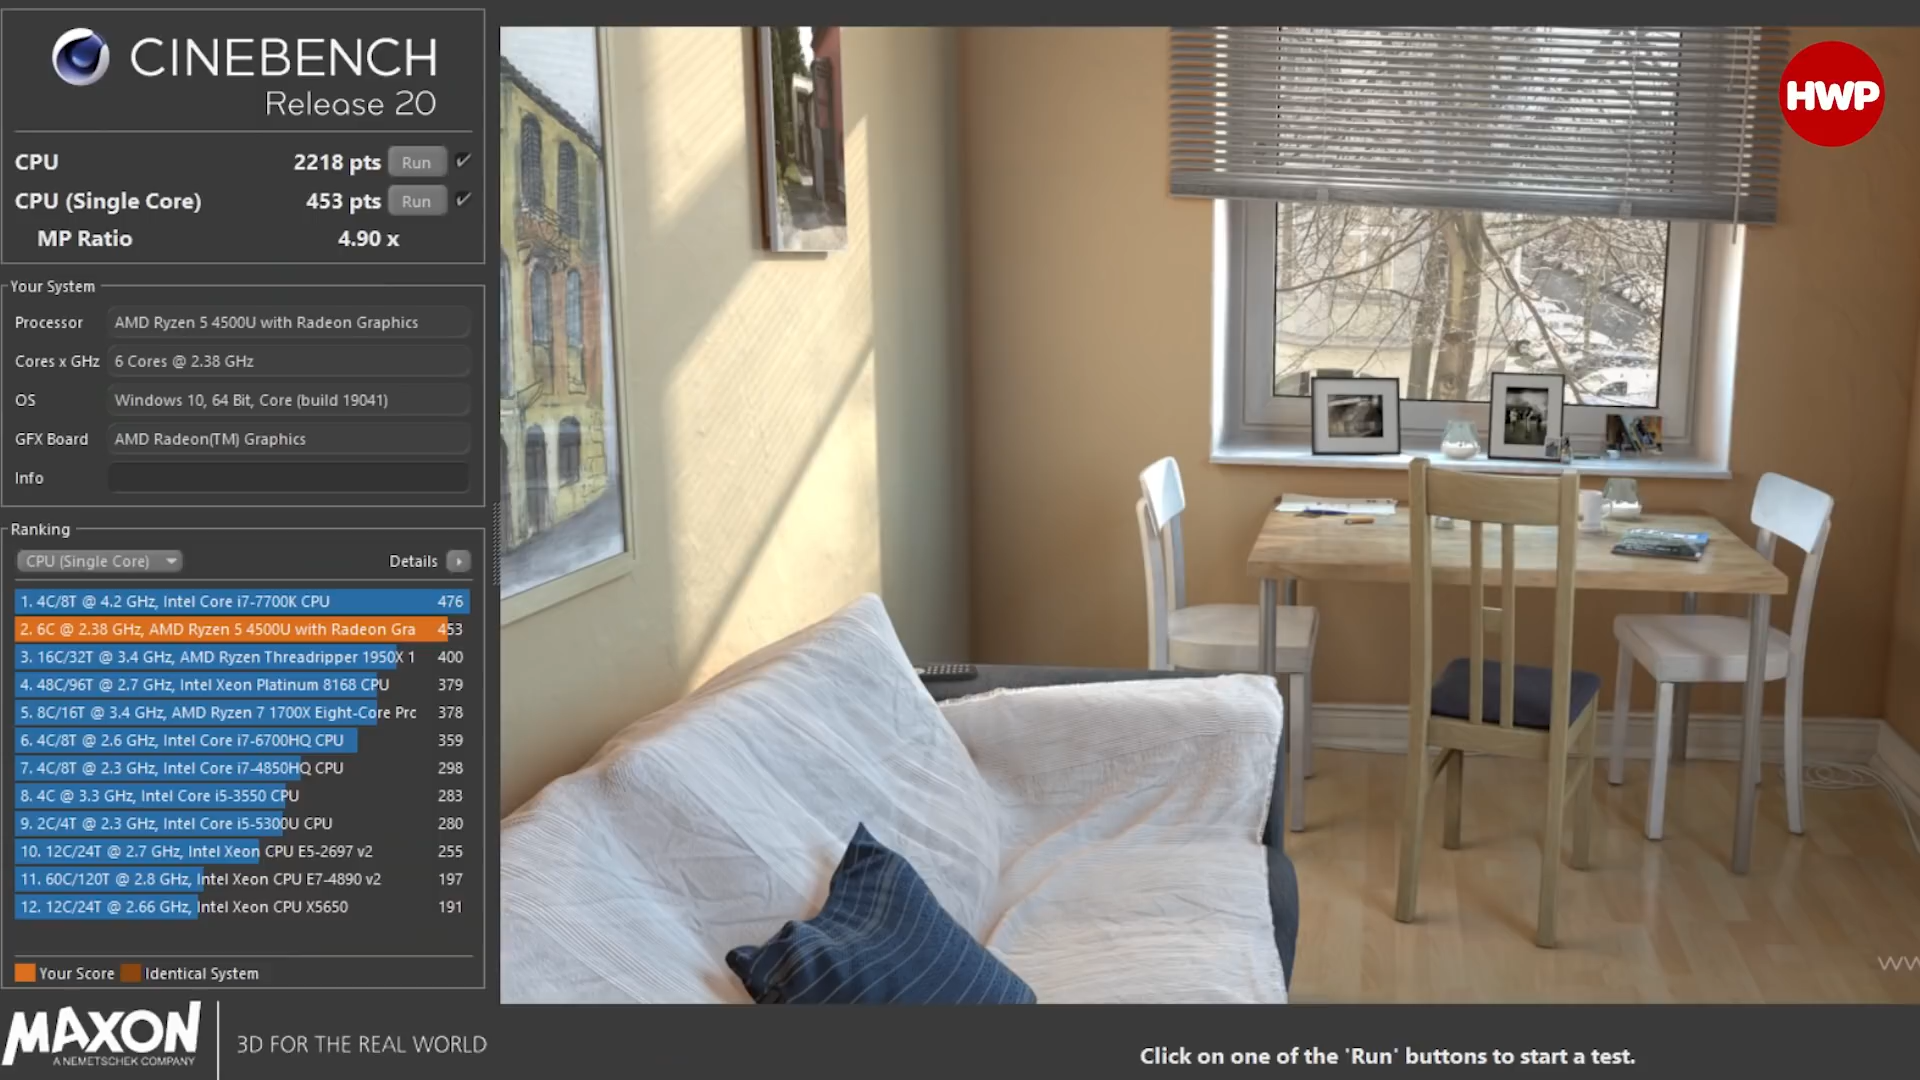 CINEBENCH
Release 20
HWP
CPU 2218 pts Run
CPU (Single Core) 453 pts Run
MP Ratio 4.90 x
Your System
Processor AMD Ryzen 5 4500U with Radeon Graphics
Cores x GHz 6 Cores @ 2.38 GHz
OS Windows 10, 64 Bit, Core (build 19041)
GFX Board AMD Radeon(TM) Graphics
Info
Ranking
CPU (Single Core) Details
1. 4C/8T @ 4.2 GHz, Intel Core i7-7700K CPU 476
2. 6C @ 2.38 GHz, AMD Ryzen 5 4500U with Radeon Gra 453
3. 16C/32T @ 3.4 GHz, AMD Ryzen Threadripper 1950X 1 400
4. 48C/96T @ 2.7 GHz, Intel Xeon Platinum 8168 CPU 379
5. 8C/16T @ 3.4 GHz, AMD Ryzen 7 1700X Eight-Core Prc 378
6. 4C/8T @ 2.6 GHz, Intel Core i7-6700HQ CPU 359
7. 4C/8T @ 2.3 GHz, Intel Core i7-4850HQ CPU 298
8. 4C @ 3.3 GHz, Intel Core i5-3550 CPU 283
9. 2C/4T @ 2.3 GHz, Intel Core i5-5300U CPU 280
10. 12C/24T @ 2.7 GHz, Intel Xeon CPU E5-2697 v2 255
11. 60C/120T @ 2.8 GHz, Intel Xeon CPU E7-4890 v2 197
12. 12C/24T @ 2.66 GHz, Intel Xeon CPU X5650 191
Your Score Identical System
MAXON
A NEMETSCHEK COMPANY
3D FOR THE REAL WORLD
Click on one of the 'Run' buttons to start a test.